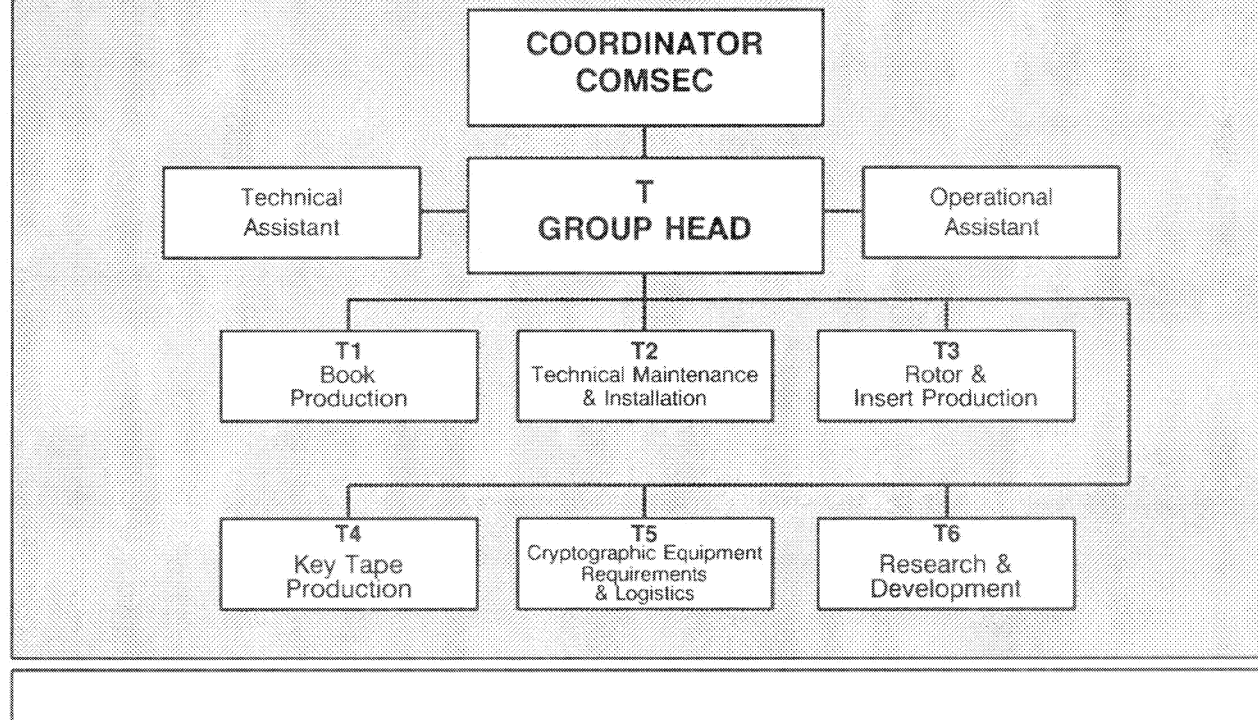 COORDINATOR
COMSEC
T
GROUP HEAD
Technical
Assistant
Operational
Assistant
T1
Book
Production
T2
Technical Maintenance
& Installation
T3
Rotor &
Insert Production
T4
Key Tape
Production
T5
Cryptographic Equipment
Requirements
& Logistics
T6
Research &
Development